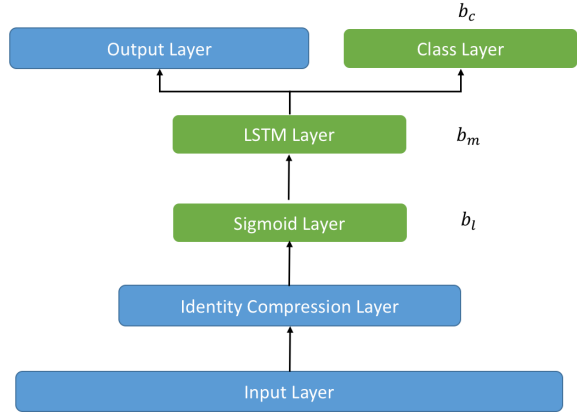 b_c
Output Layer
Class Layer
LSTM Layer
b_m
Sigmoid Layer
b_l
Identity Compression Layer
Input Layer